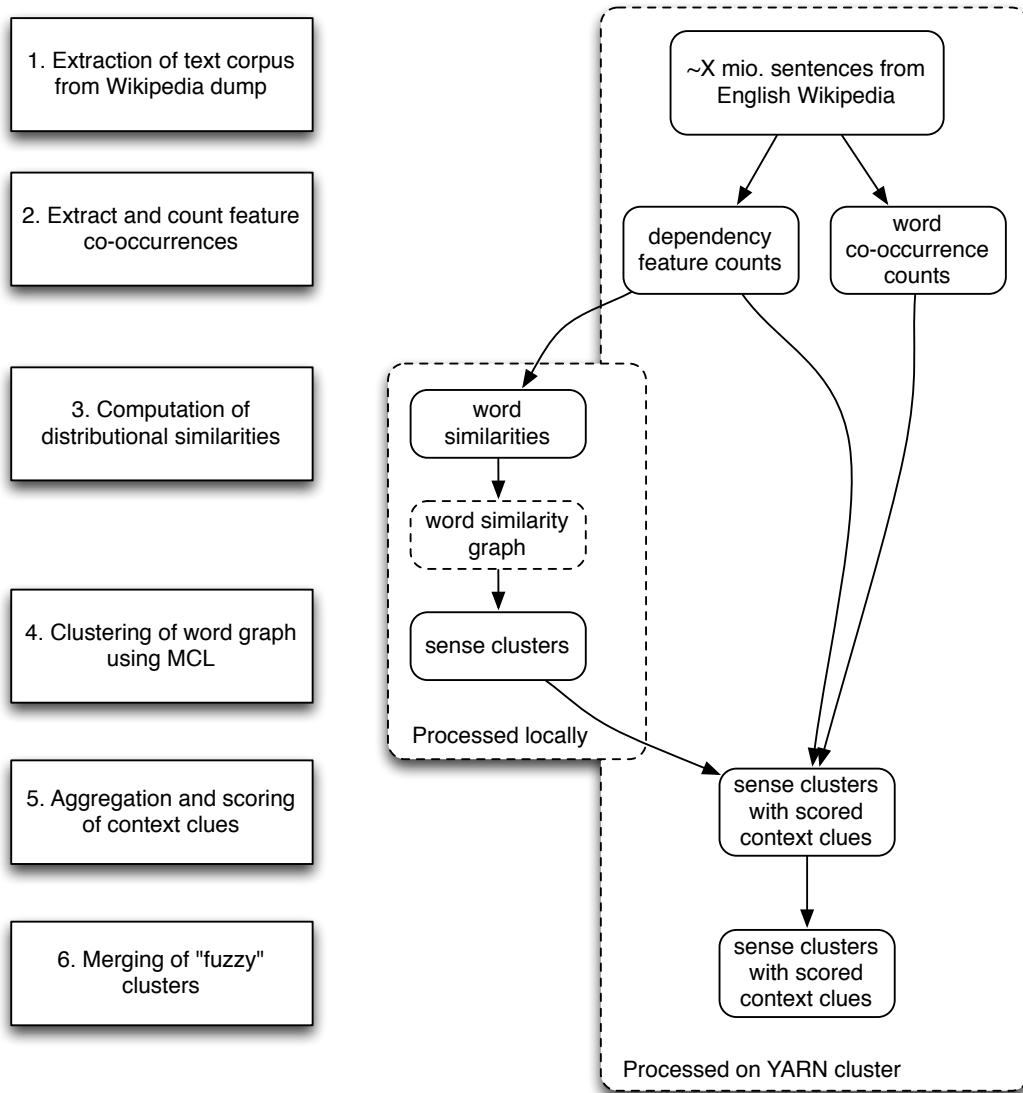 1. Extraction of text corpus
from Wikipedia dump
2. Extract and count feature
co-occurrences
3. Computation of
distributional similarities
4. Clustering of word graph
using MCL
5. Aggregation and scoring
of context clues
6. Merging of "fuzzy"
clusters
~X mio. sentences from
English Wikipedia
dependency
feature counts
word
co-occurrence
counts
word
similarities
word similarity
graph
sense clusters
Processed locally
sense clusters
with scored
context clues
sense clusters
with scored
context clues
Processed on YARN cluster